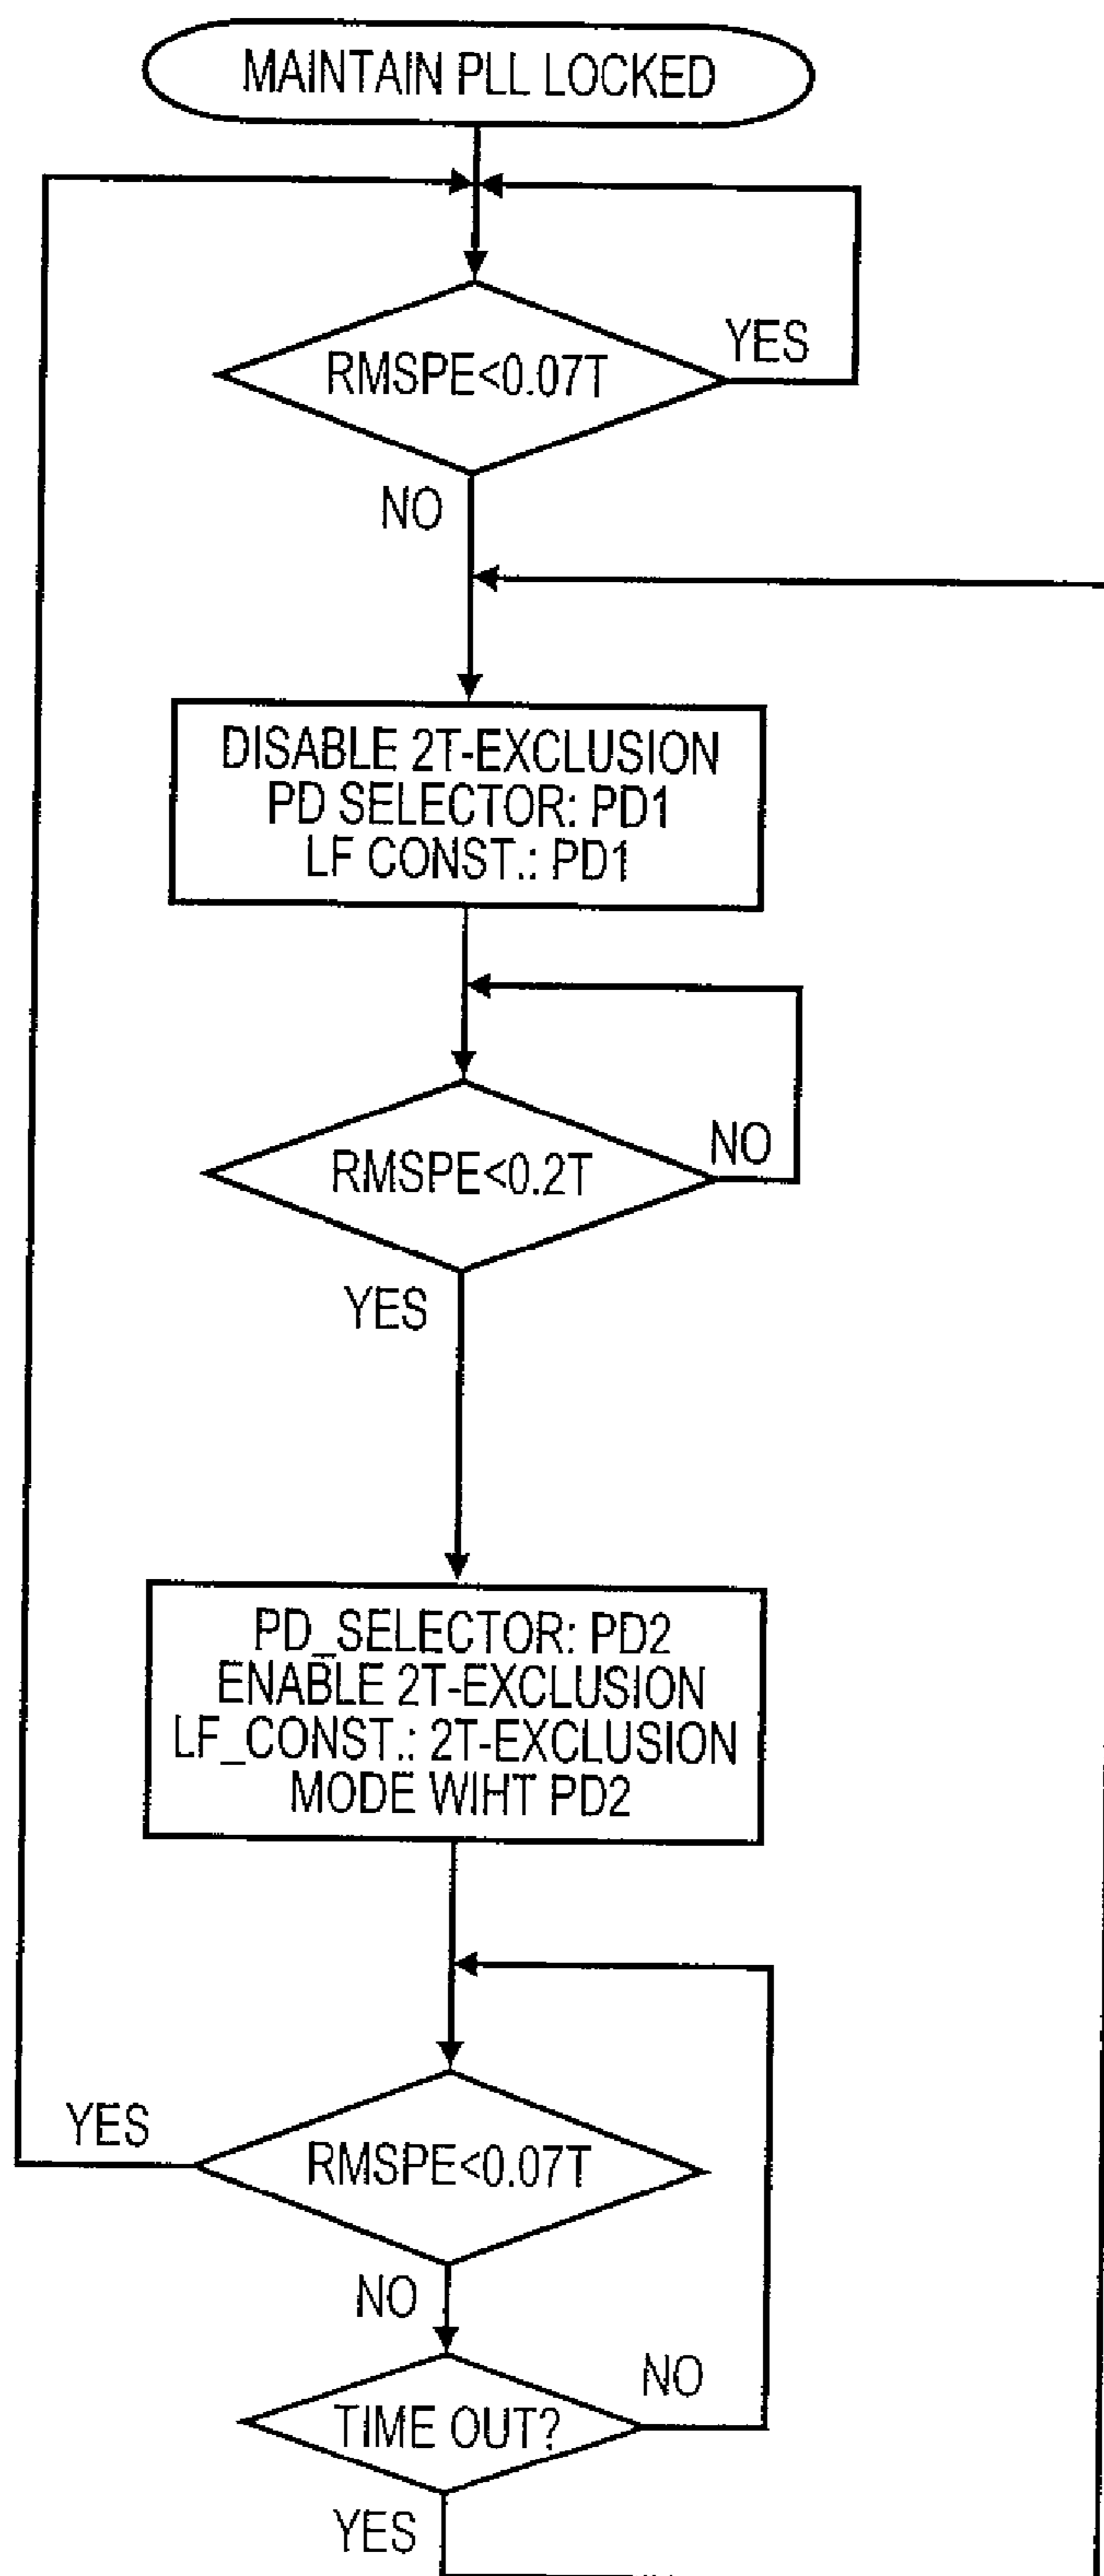 MAINTAIN PLL LOCKED
RMSPE<0.07T
YES
NO
DISABLE 2T-EXCLUSION
PD SELECTOR: PD1
LF CONST.: PD1
RMSPE<0.2T
NO
YES
PD_SELECTOR: PD2
ENABLE 2T-EXCLUSION
LF_CONST.: 2T-EXCLUSION
MODE WIHT PD2
YES
RMSPE<0.07T
NO
TIME OUT?
NO
YES